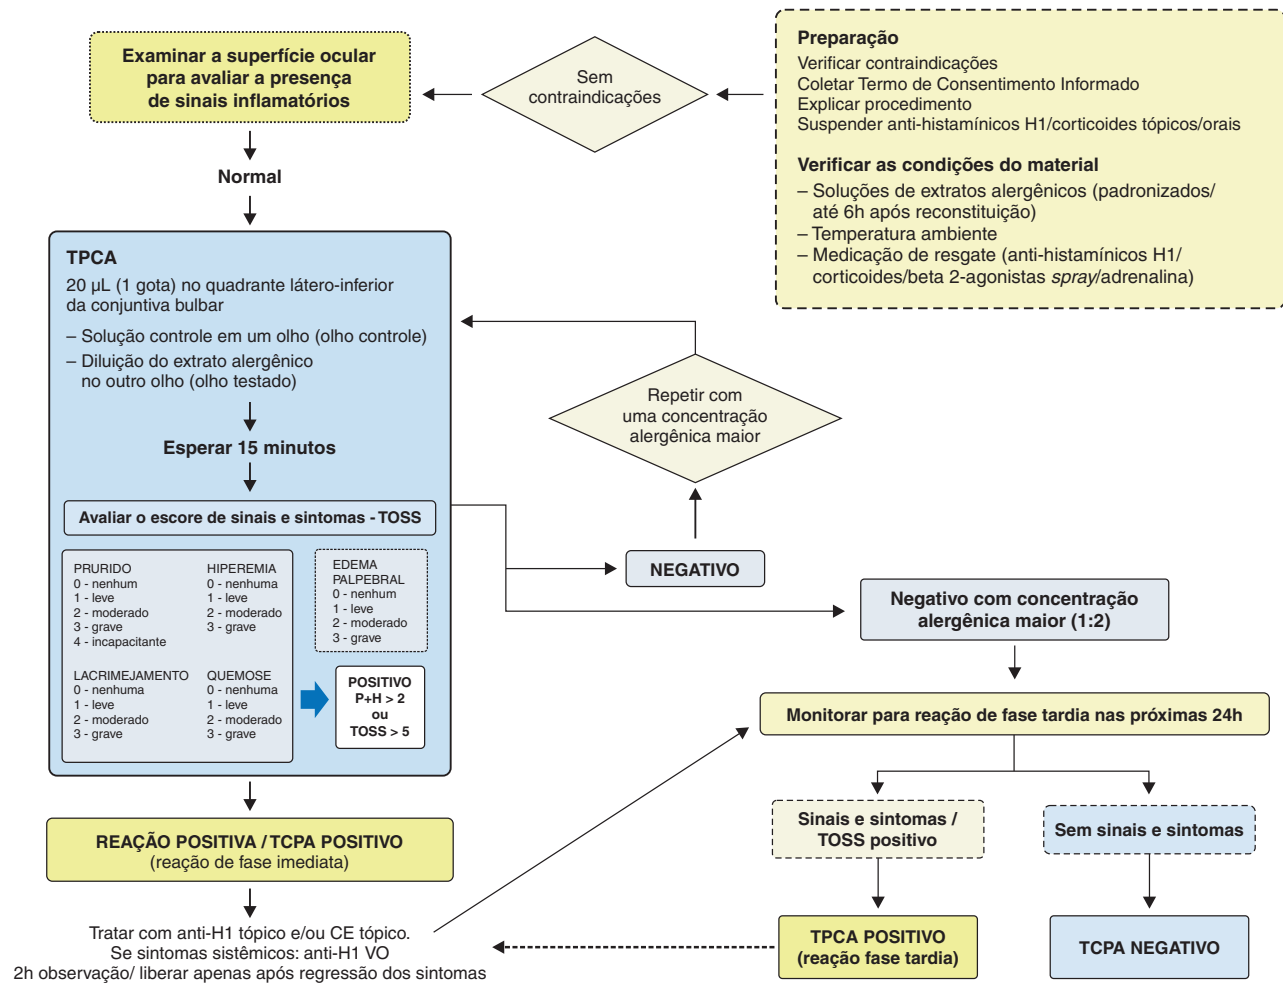 Preparação
Verificar contraindicações
Coletar Termo de Consentimento Informado
Explicar procedimento
Suspender anti-histamínicos H1/corticoides tópicos/orais
Verificar as condições do material
– Soluções de extratos alergênicos (padronizados/
até 6h após reconstituição)
– Temperatura ambiente
– Medicação de resgate (anti-histamínicos H1/
corticoides/beta 2-agonistas spray/adrenalina)
Sem
contraindicações
Examinar a superfície ocular
para avaliar a presença
de sinais inflamatórios
Normal
TPCA
20 µL (1 gota) no quadrante látero-inferior
da conjuntiva bulbar
– Solução controle em um olho (olho controle)
– Diluição do extrato alergênico
no outro olho (olho testado)
Esperar 15 minutos
Avaliar o escore de sinais e sintomas - TOSS
PRURIDO
0 - nenhum
1 - leve
2 - moderado
3 - grave
4 - incapacitante
HIPEREMIA
0 - nenhuma
1 - leve
2 - moderado
3 - grave
EDEMA
PALPEBRAL
0 - nenhum
1 - leve
2 - moderado
3 - grave
LACRIMEJAMENTO
0 - nenhuma
1 - leve
2 - moderado
3 - grave
QUEMOSE
0 - nenhuma
1 - leve
2 - moderado
3 - grave
POSITIVO
P+H > 2
ou
TOSS > 5
Repetir com
uma concentração
alergênica maior
NEGATIVO
Negativo com concentração
alergênica maior (1:2)
Monitorar para reação de fase tardia nas próximas 24h
Sinais e sintomas /
TOSS positivo
Sem sinais e sintomas
TPCA POSITIVO
(reação fase tardia)
TCPA NEGATIVO
REAÇÃO POSITIVA / TCPA POSITIVO
(reação de fase imediata)
Tratar com anti-H1 tópico e/ou CE tópico.
Se sintomas sistêmicos: anti-H1 VO
2h observação/ liberar apenas após regressão dos sintomas